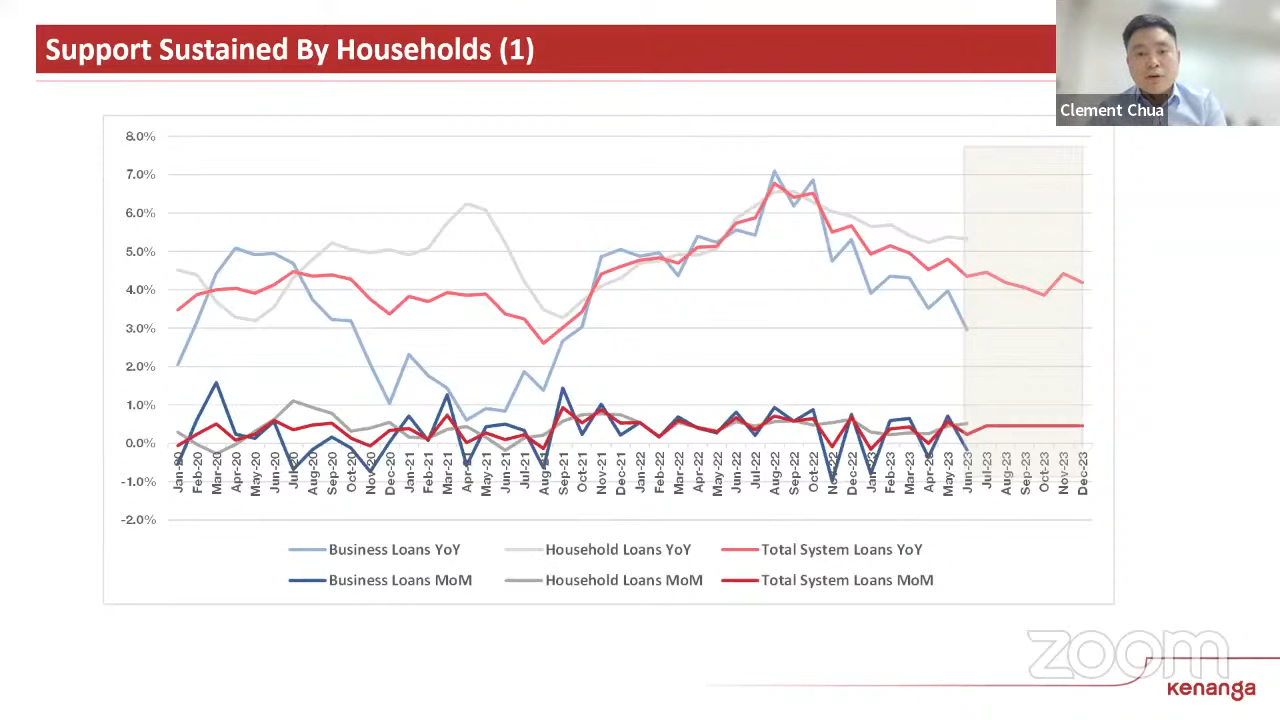 Support Sustained By Households (1)
Clement Chua
8.0%
7.0%
6.0%
5.0%
4.0%
3.0%
2.0%
1.0%
0.0%
-1.0%
-2.0%
Jan-20 Feb-20 Mar-20 Apr-20 May-20 Jun-20 Jul-20 Aug-20 Sep-20 Oct-20 Nov-20 Dec-20 Jan-21 Feb-21 Mar-21 Apr-21 May-21 Jun-21 Jul-21 Aug-21 Sep-21 Oct-21 Nov-21 Dec-21 Jan-22 Feb-22 Mar-22 Apr-22 May-22 Jun-22 Jul-22 Aug-22 Sep-22 Oct-22 Nov-22 Dec-22 Jan-23 Feb-23 Mar-23 Apr-23 May-23 Jun-23 Jul-23 Aug-23 Sep-23 Oct-23 Nov-23 Dec-23
Business Loans YoY Household Loans YoY Total System Loans YoY
Business Loans MoM Household Loans MoM Total System Loans MoM
zoom
kenanga